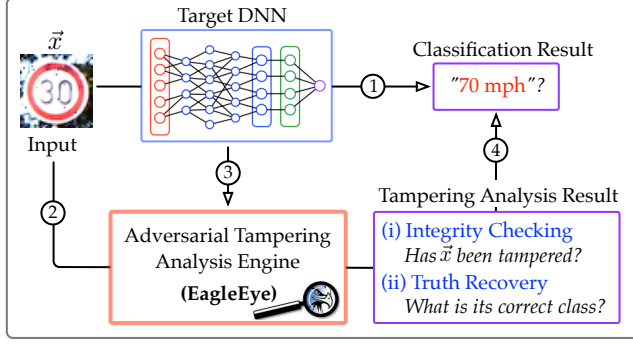 Target DNN
x
30
Input
1
Classification Result
"70 mph"?
2
3
4
Adversarial Tampering
Analysis Engine
(EagleEye)
Tampering Analysis Result
(i) Integrity Checking
Has x been tampered?
(ii) Truth Recovery
What is its correct class?